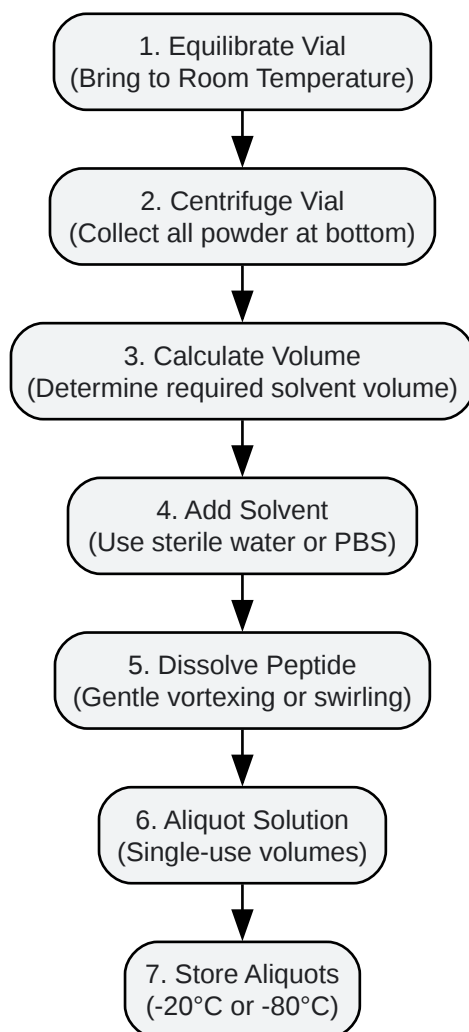 1. Equilibrate Vial
(Bring to Room Temperature)
2. Centrifuge Vial
(Collect all powder at bottom)
3. Calculate Volume
(Determine required solvent volume)
4. Add Solvent
(Use sterile water or PBS)
5. Dissolve Peptide
(Gentle vortexing or swirling)
6. Aliquot Solution
(Single-use volumes)
7. Store Aliquots
(-20°C or -80°C)